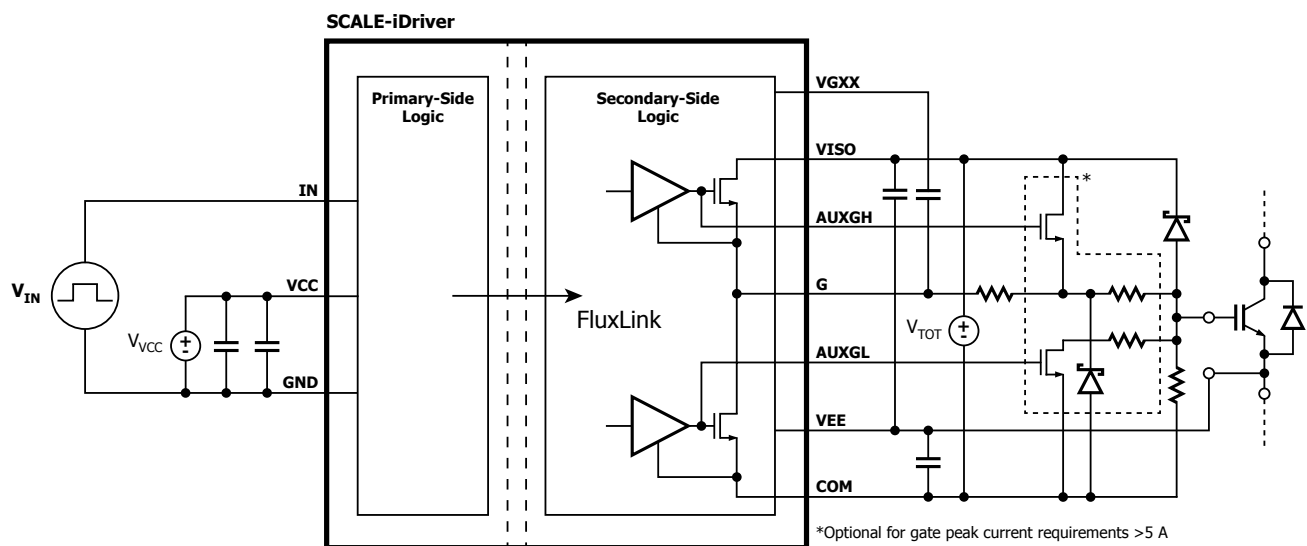 SCALE-iDriver
Primary-Side
Logic
Secondary-Side
Logic
VGXX
VISO
*
IN
AUXGH
VIN
VCC
G
FluxLink
VVCC
+
-
VTOT
+
-
AUXGL
GND
VEE
COM
*Optional for gate peak current requirements >5 A